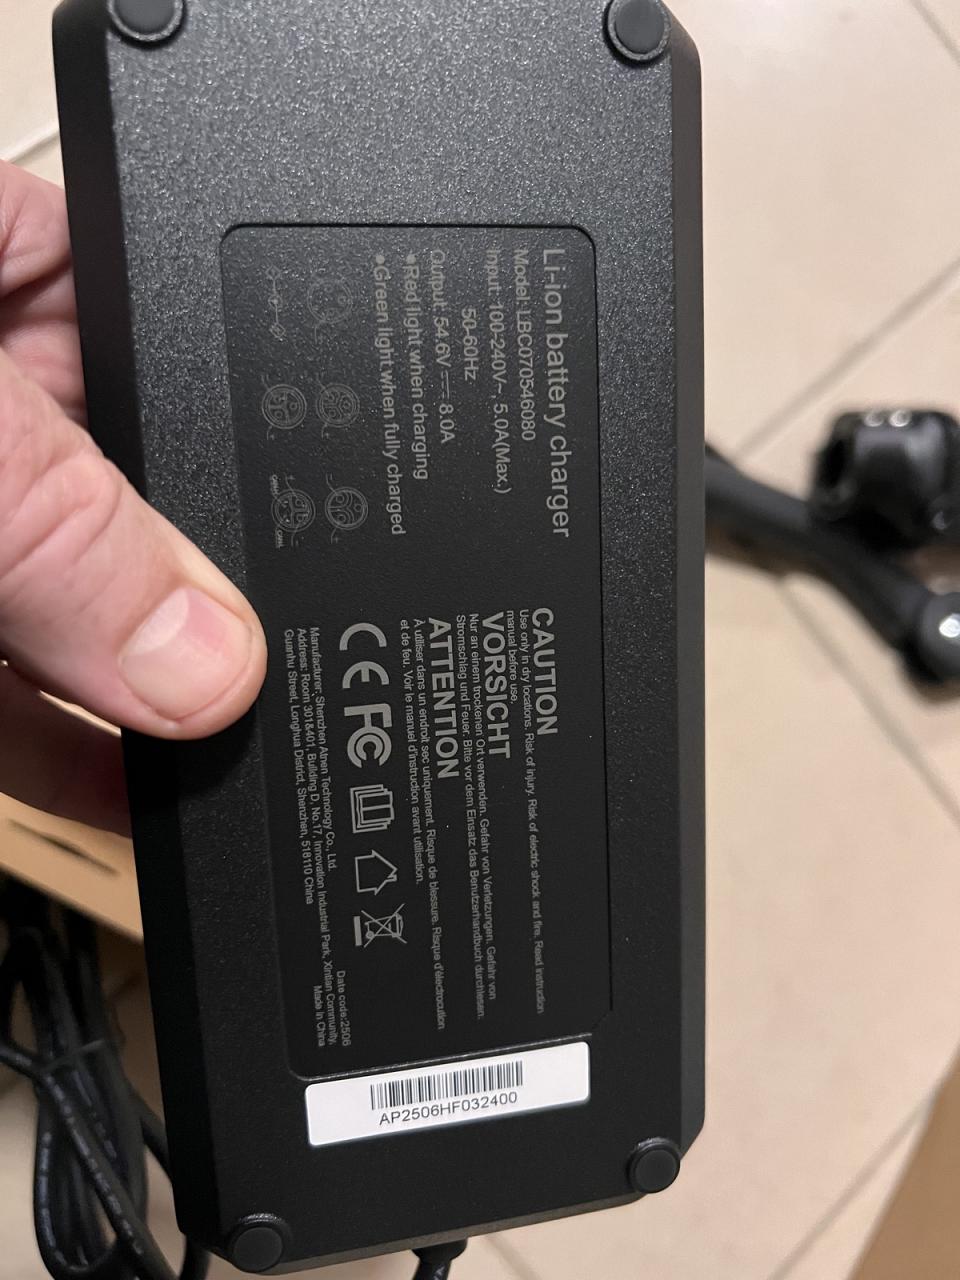 Li-ion battery charger
Model: LBC070546080
Input: 100-240V~, 5.0A(Max.)
50-60Hz
Output: 54.6V⎓8.0A
●Red light when charging
●Green light when fully charged
CAUTION
Use only in dry locations. Risk of injury. Risk of electric shock and fire. Read instruction
manual before use.
VORSICHT
Nur an einem trockenen Ort verwenden. Gefahr von Verletzungen. Gefahr von
Stromschlag und Feuer. Bitte vor dem Einsatz das Benutzerhandbuch durchlesen.
ATTENTION
À utiliser dans un endroit sec uniquement. Risque de blessure. Risque d'électrocution
et de feu. Voir le manuel d'instruction avant utilisation.
CE FC
Date code:2506
Manufacturer: Shenzhen Atnen Technology Co., Ltd.
Address: Room 301&401, Building D, No.17, Innovation Industrial Park, Xintian Community,
Guanhu Street, Longhua District, Shenzhen, 518110 China
Made in China
AP2506HF032400